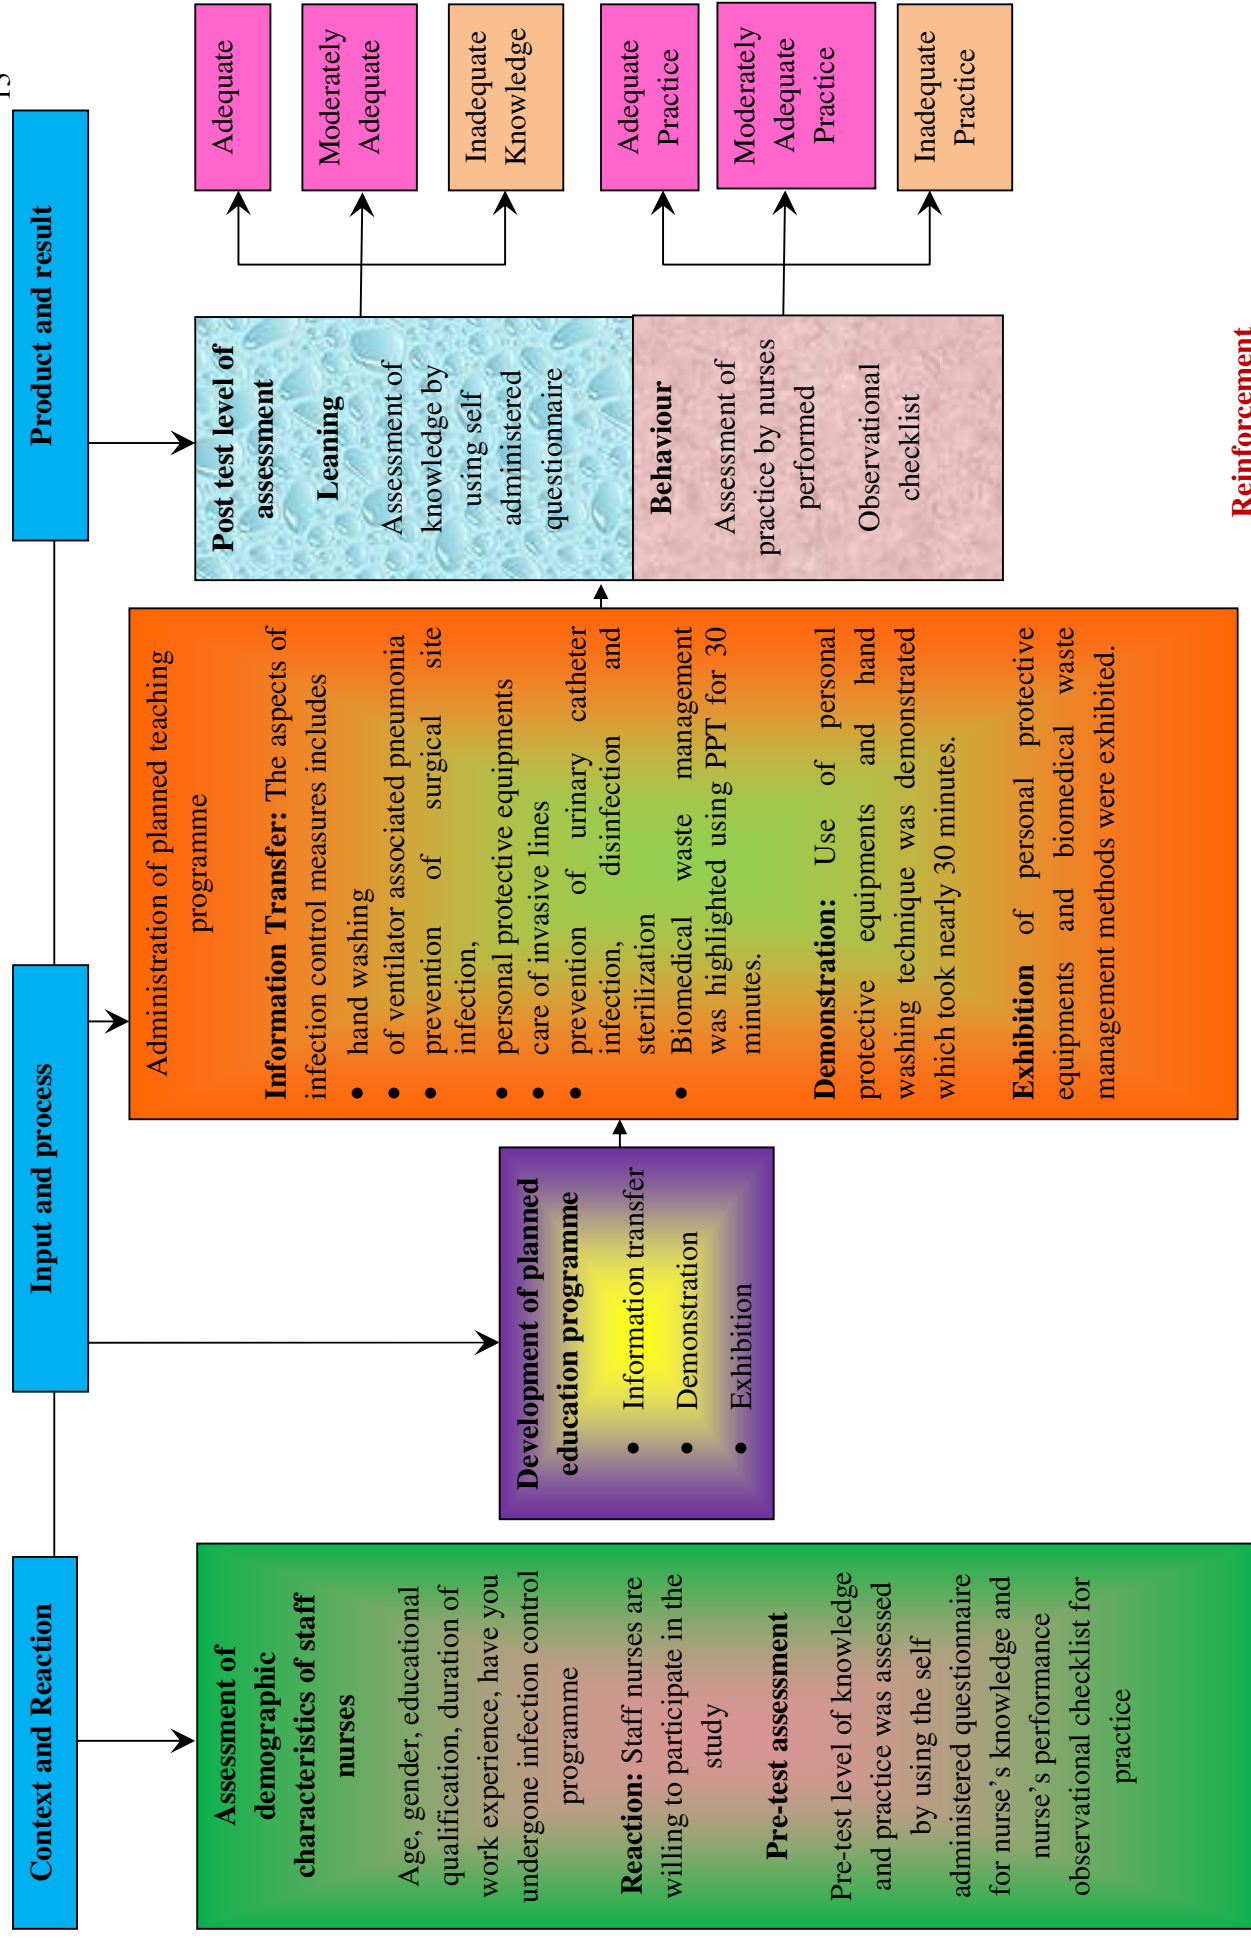 15
Context and Reaction
Input and process
Product and result
Assessment of
demographic
characteristics of staff
nurses
Age, gender, educational
qualification, duration of
work experience, have you
undergone infection control
programme
Reaction: Staff nurses are
willing to participate in the
study
Pre-test assessment
Pre-test level of knowledge
and practice was assessed
by using the self
administered questionnaire
for nurse’s knowledge and
nurse’s performance
observational checklist for
practice
Development of planned
education programme
• Information transfer
• Demonstration
• Exhibition
Administration of planned teaching
programme
Information Transfer: The aspects of
infection control measures includes
• hand washing
• of ventilator associated pneumonia
• prevention of surgical site
infection,
• personal protective equipments
• care of invasive lines
• prevention of urinary catheter
infection, disinfection and
sterilization
• Biomedical waste management
was highlighted using PPT for 30
minutes.
Demonstration: Use of personal
protective equipments and hand
washing technique was demonstrated
which took nearly 30 minutes.
Exhibition of personal protective
equipments and biomedical waste
management methods were exhibited.
Post test level of
assessment
Leaning
Assessment of
knowledge by
using self
administered
questionnaire
Behaviour
Assessment of
practice by nurses
performed
Observational
checklist
Adequate
Moderately
Adequate
Inadequate
Knowledge
Adequate
Practice
Moderately
Adequate
Practice
Inadequate
Practice
Reinforcement